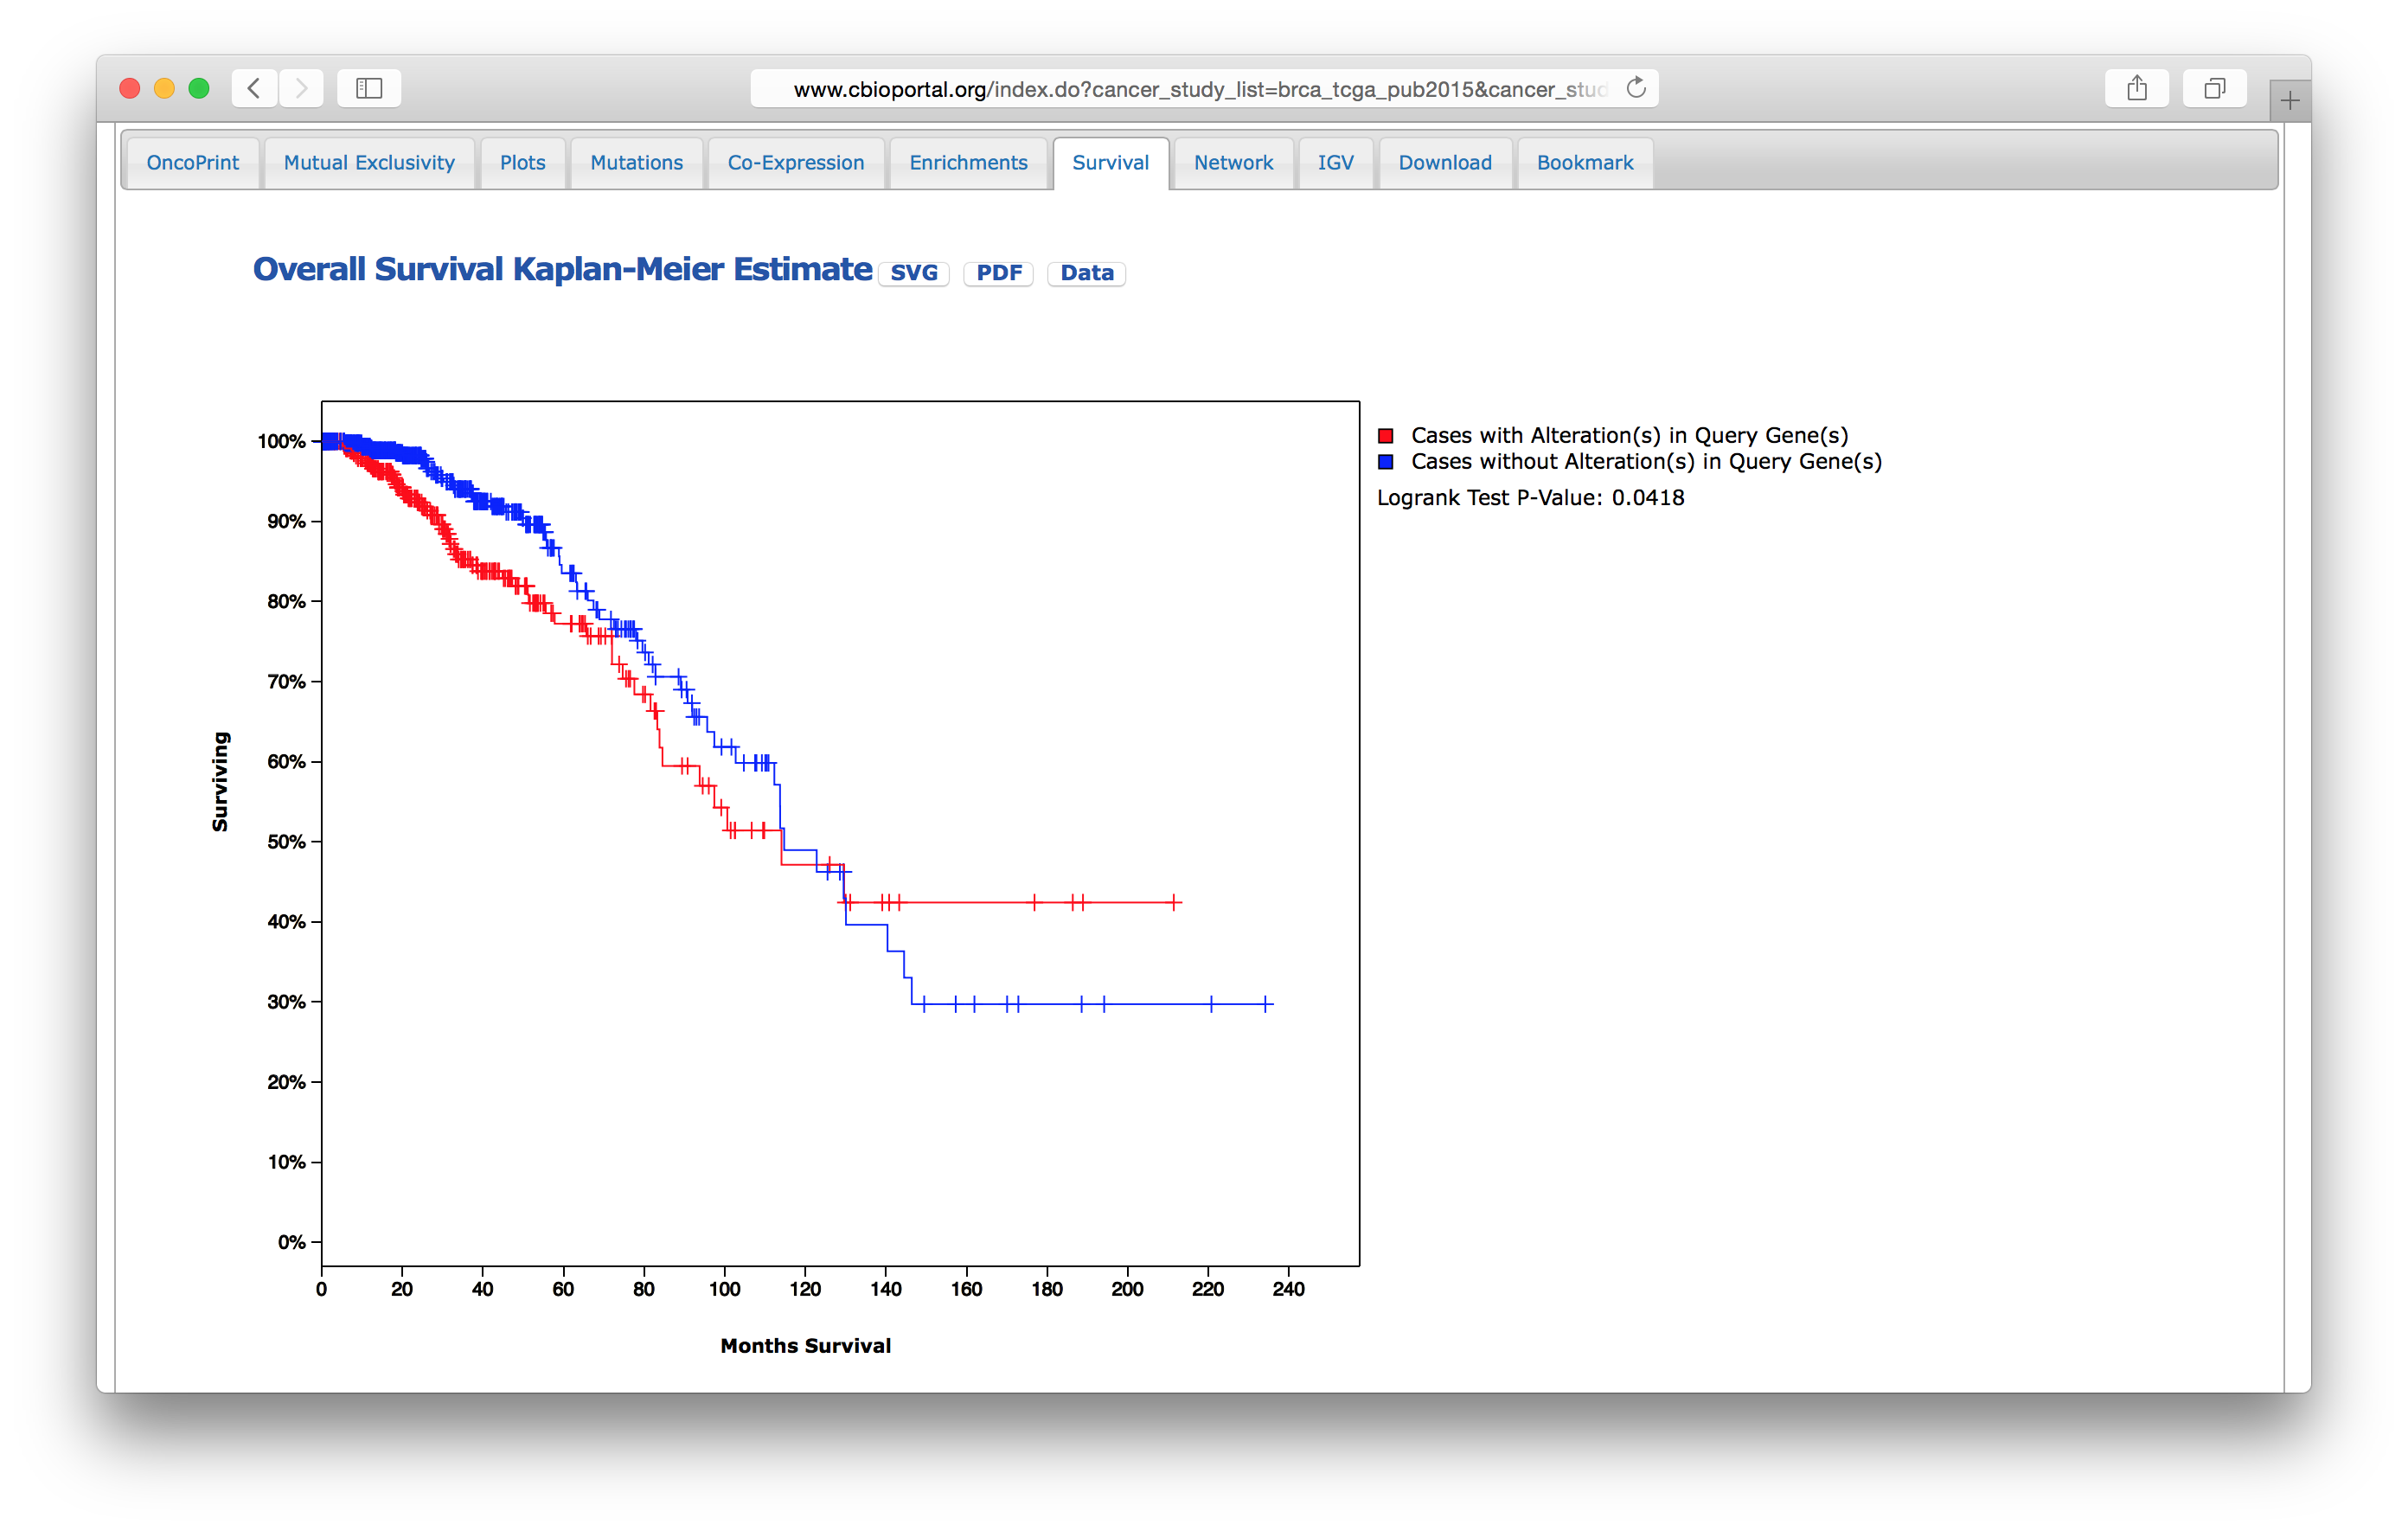 www.cbioportal.org/index.do?cancer_study_list=brca_tcga_pub2015&cancer_stud
OncoPrint Mutual Exclusivity Plots Mutations Co-Expression Enrichments Survival Network IGV Download Bookmark
Overall Survival Kaplan-Meier Estimate SVG PDF Data
Cases with Alteration(s) in Query Gene(s)
Cases without Alteration(s) in Query Gene(s)
Logrank Test P-Value: 0.0418
Surviving
100%
90%
80%
70%
60%
50%
40%
30%
20%
10%
0%
0 20 40 60 80 100 120 140 160 180 200 220 240
Months Survival